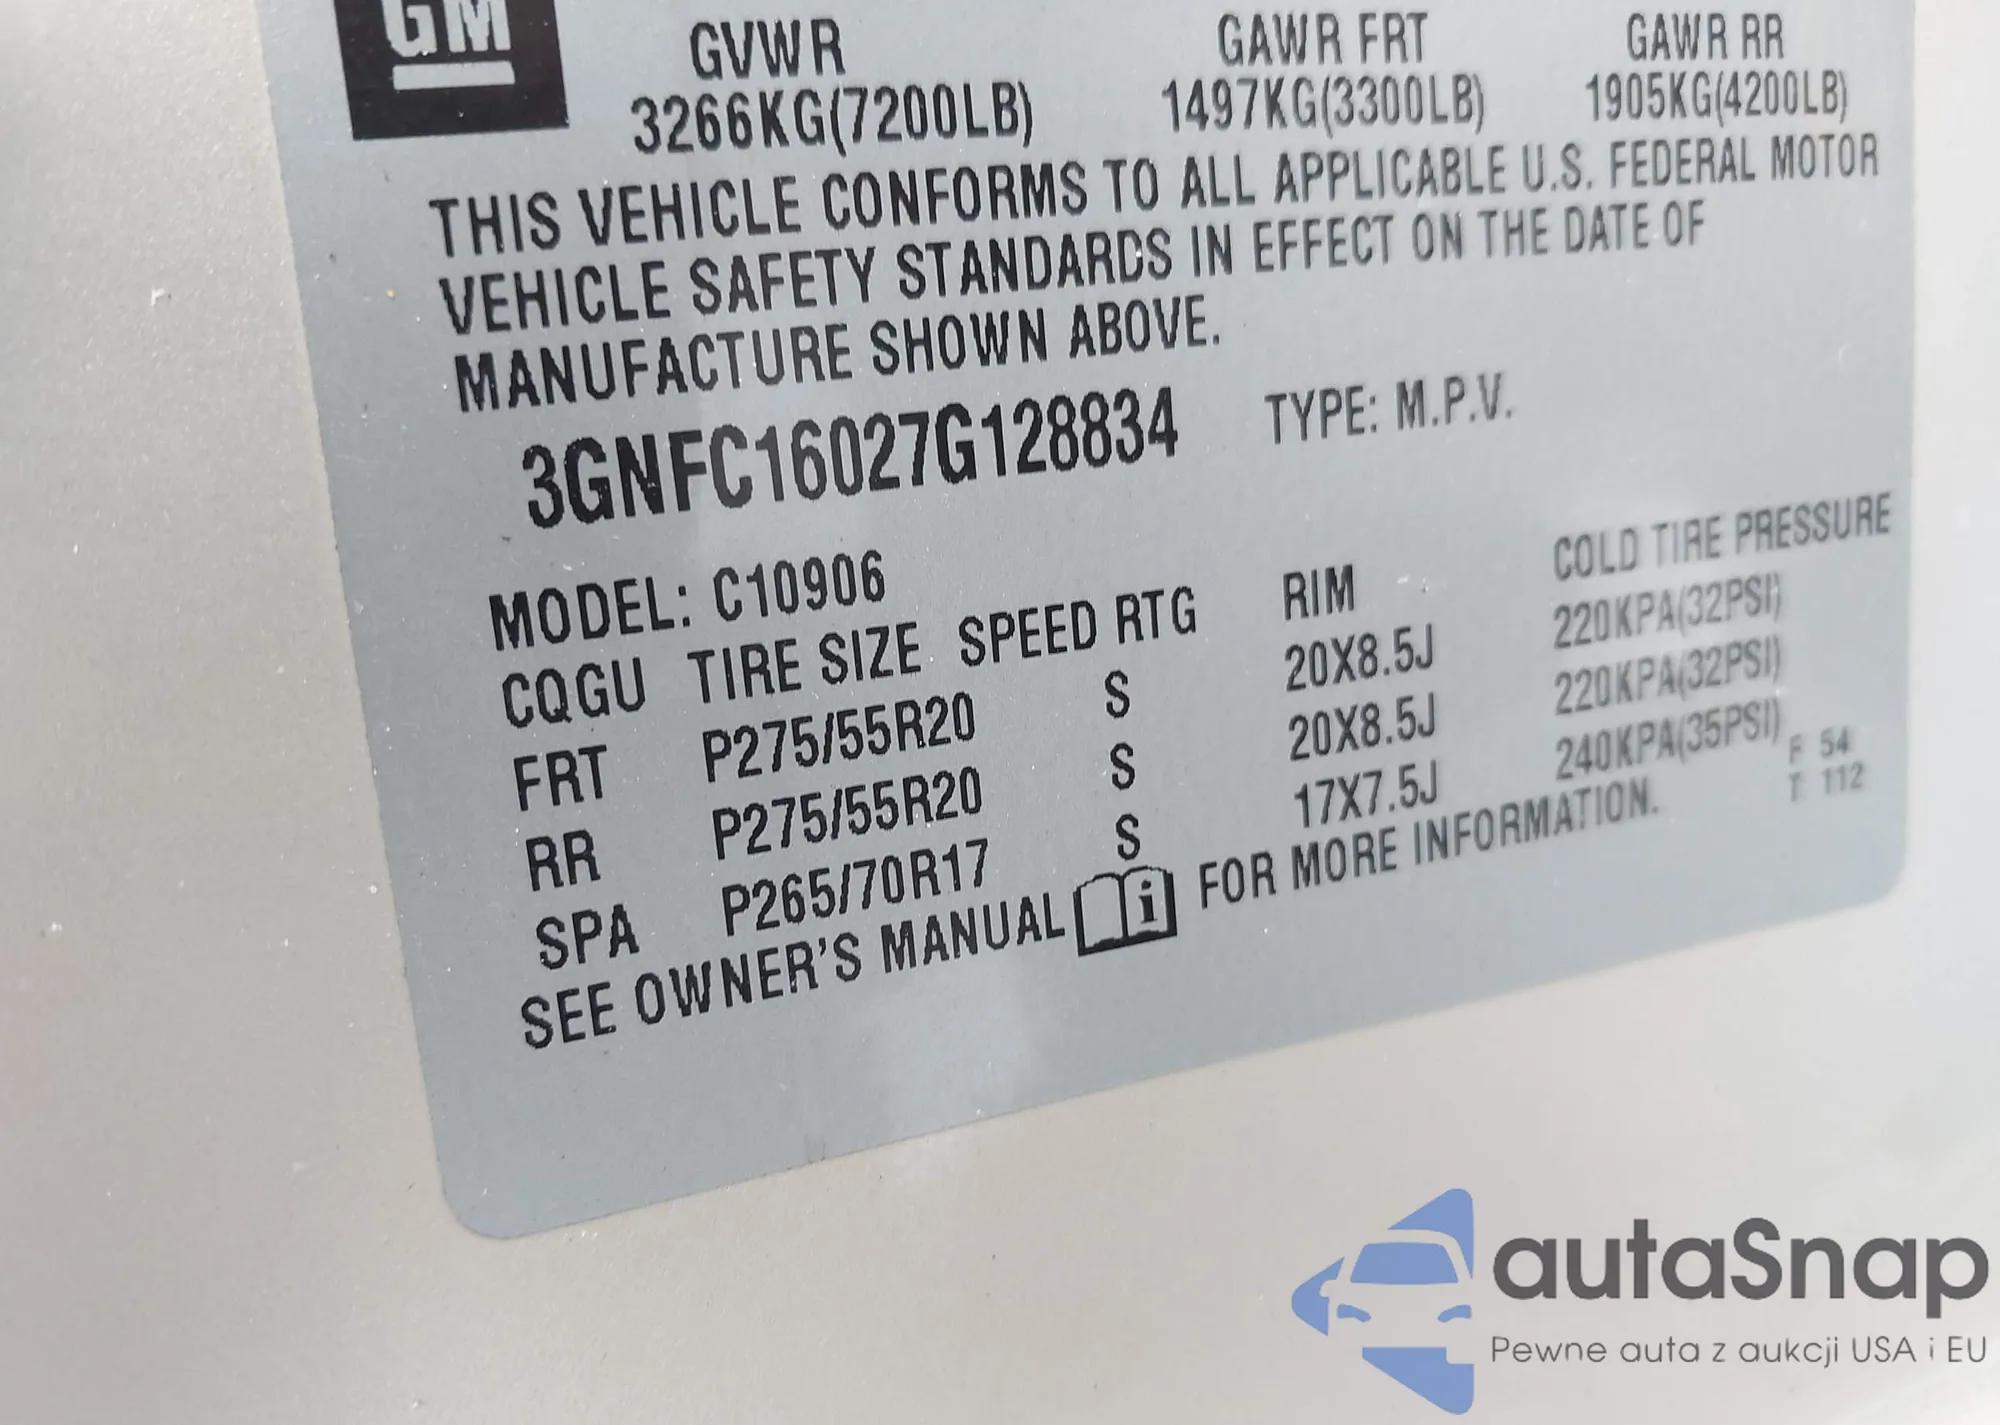 GM
GVWR GAWR FRT GAWR RR
3266KG(7200LB) 1497KG(3300LB) 1905KG(4200LB)
THIS VEHICLE CONFORMS TO ALL APPLICABLE U.S. FEDERAL MOTOR
VEHICLE SAFETY STANDARDS IN EFFECT ON THE DATE OF
MANUFACTURE SHOWN ABOVE.
3GNFC16027G128834 TYPE: M.P.V.
MODEL: C10906
CQGU TIRE SIZE SPEED RTG RIM COLD TIRE PRESSURE
FRT P275/55R20 S 20X8.5J 220KPA(32PSI)
RR P275/55R20 S 20X8.5J 220KPA(32PSI)
SPA P265/70R17 S 17X7.5J 240KPA(35PSI)
SEE OWNER'S MANUAL i FOR MORE INFORMATION.
F 54
T 112
autaSnap
Pewne auta z aukcji USA i EU